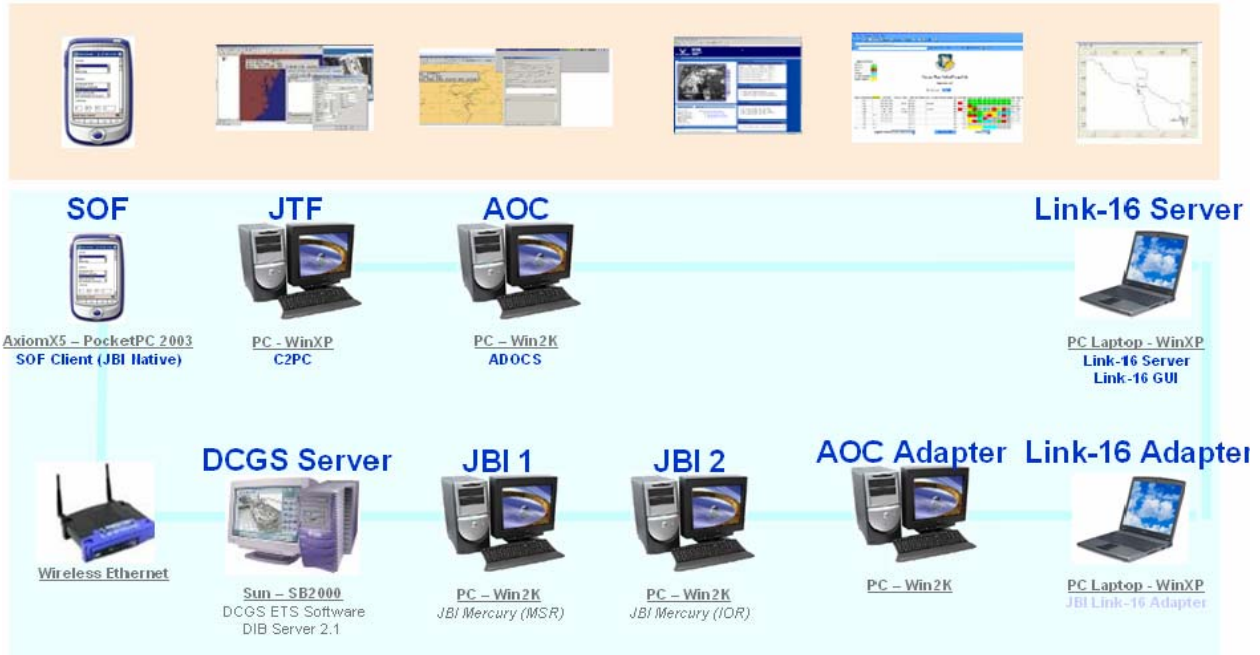 SOF
JTF
AOC
Link-16 Server
AxiomX5 – PocketPC 2003
SOF Client (JBI Native)
PC - WinXP
C2PC
PC – Win2K
ADOCS
PC Laptop - WinXP
Link-16 Server
Link-16 GUI
DCGS Server
JBI 1
JBI 2
AOC Adapter
Link-16 Adapter
Wireless Ethernet
Sun – SB2000
DCGS ETS Software
DIB Server 2.1
PC – Win2K
JBI Mercury (MSR)
PC – Win2K
JBI Mercury (IOR)
PC – Win2K
PC Laptop - WinXP
JBI Link-16 Adapter